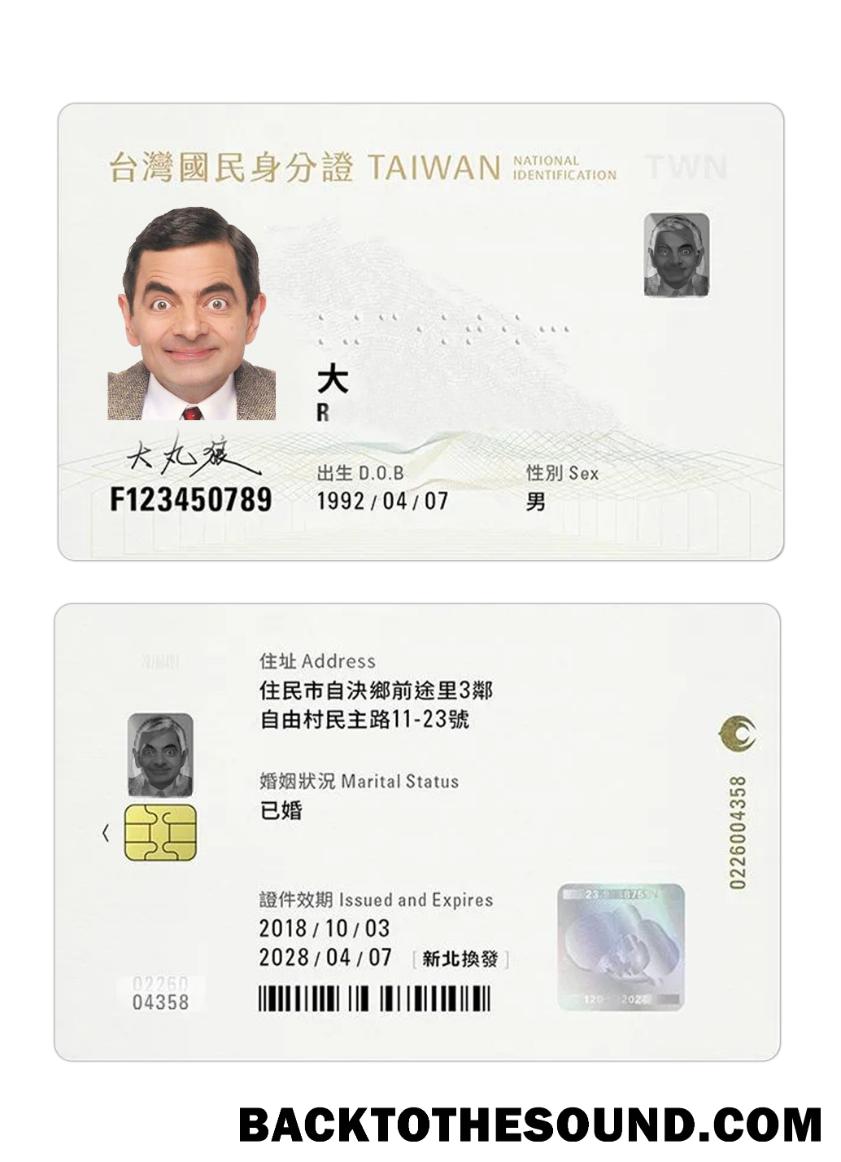 台灣國民身分證 TAIWAN NATIONAL IDENTIFICATION TWN
大
R
大丸狼
出生 D.O.B
1992 / 04 / 07
性別 Sex
男
F123450789
住址 Address
住民市自決鄉前途里3鄰
自由村民主路11-23號
婚姻狀況 Marital Status
已婚
證件效期 Issued and Expires
2018 / 10 / 03
2028 / 04 / 07 [ 新北換發 ]
02260
04358
0226004358
BACKTOTHESOUND.COM